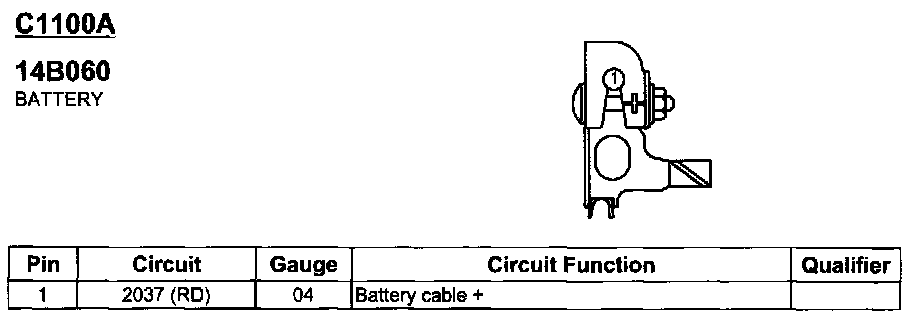 C1100A
14B060
BATTERY
1
Pin Circuit Gauge Circuit Function Qualifier
1 2037 (RD) 04 Battery cable +